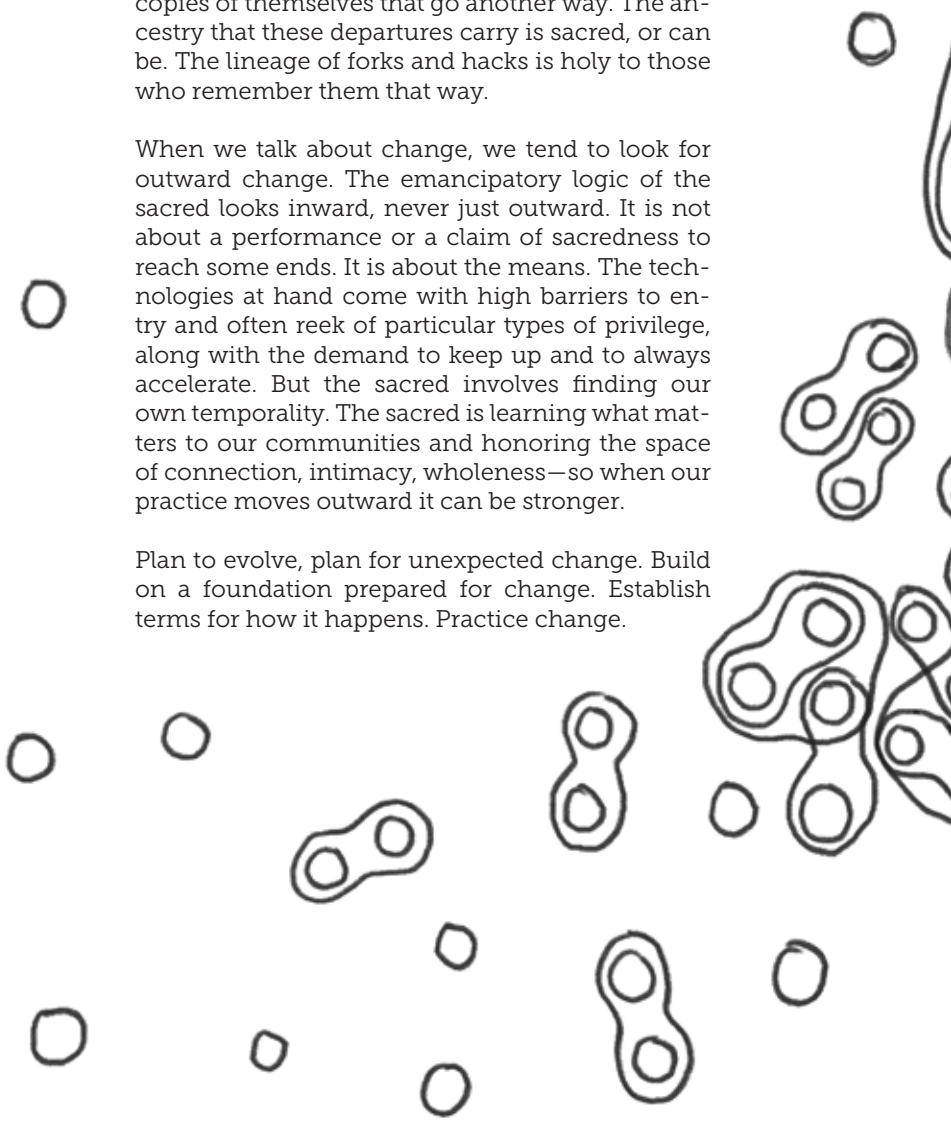 copies of themselves that go another way. The an-
cestry that these departures carry is sacred, or can
be. The lineage of forks and hacks is holy to those
who remember them that way.
When we talk about change, we tend to look for
outward change. The emancipatory logic of the
sacred looks inward, never just outward. It is not
about a performance or a claim of sacredness to
reach some ends. It is about the means. The tech-
nologies at hand come with high barriers to en-
try and often reek of particular types of privilege,
along with the demand to keep up and to always
accelerate. But the sacred involves finding our
own temporality. The sacred is learning what mat-
ters to our communities and honoring the space
of connection, intimacy, wholeness—so when our
practice moves outward it can be stronger.
Plan to evolve, plan for unexpected change. Build
on a foundation prepared for change. Establish
terms for how it happens. Practice change.